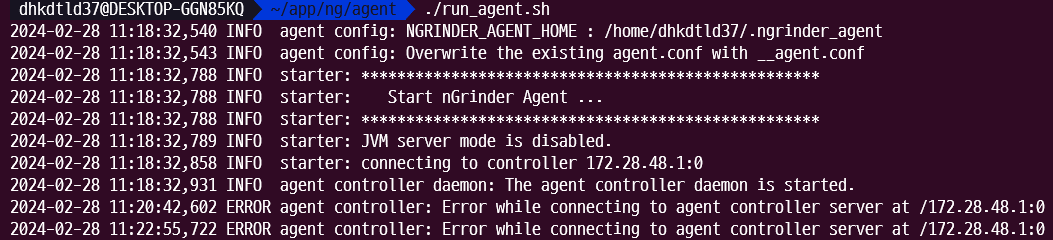 dhkdtld37@DESKTOP-GGN85KQ ~/app/ng/agent ./run_agent.sh
2024-02-28 11:18:32,540 INFO  agent config: NGRINDER_AGENT_HOME : /home/dhkdtld37/.ngrinder_agent
2024-02-28 11:18:32,543 INFO  agent config: Overwrite the existing agent.conf with __agent.conf
2024-02-28 11:18:32,788 INFO  starter: ***************************************************
2024-02-28 11:18:32,788 INFO  starter:    Start nGrinder Agent ...
2024-02-28 11:18:32,788 INFO  starter: ***************************************************
2024-02-28 11:18:32,789 INFO  starter: JVM server mode is disabled.
2024-02-28 11:18:32,858 INFO  starter: connecting to controller 172.28.48.1:0
2024-02-28 11:18:32,931 INFO  agent controller daemon: The agent controller daemon is started.
2024-02-28 11:20:42,602 ERROR agent controller: Error while connecting to agent controller server at /172.28.48.1:0
2024-02-28 11:22:55,722 ERROR agent controller: Error while connecting to agent controller server at /172.28.48.1:0